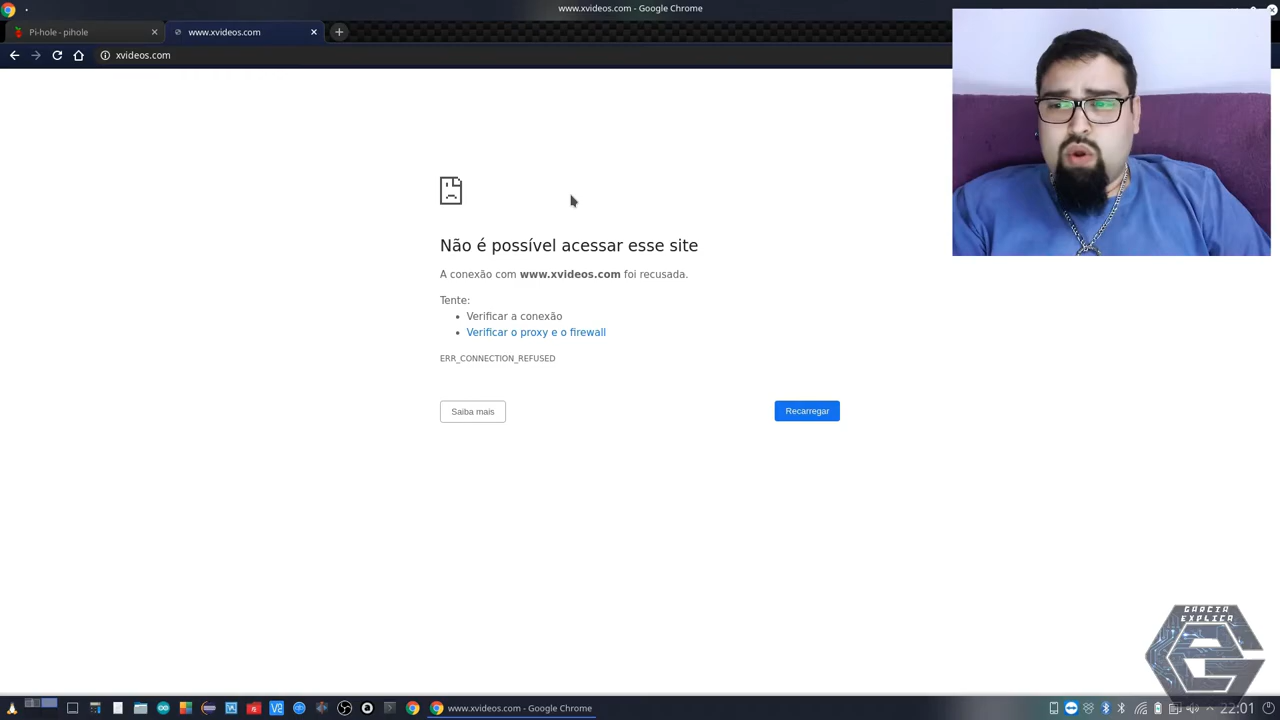 www.xvideos.com - Google Chrome
Pi-hole - pihole
www.xvideos.com
xvideos.com
Não é possível acessar esse site
A conexão com www.xvideos.com foi recusada.
Tente:
Verificar a conexão
Verificar o proxy e o firewall
ERR_CONNECTION_REFUSED
Saiba mais
Recarregar
GARCIA
EXPLICA
www.xvideos.com - Google Chrome
22:01